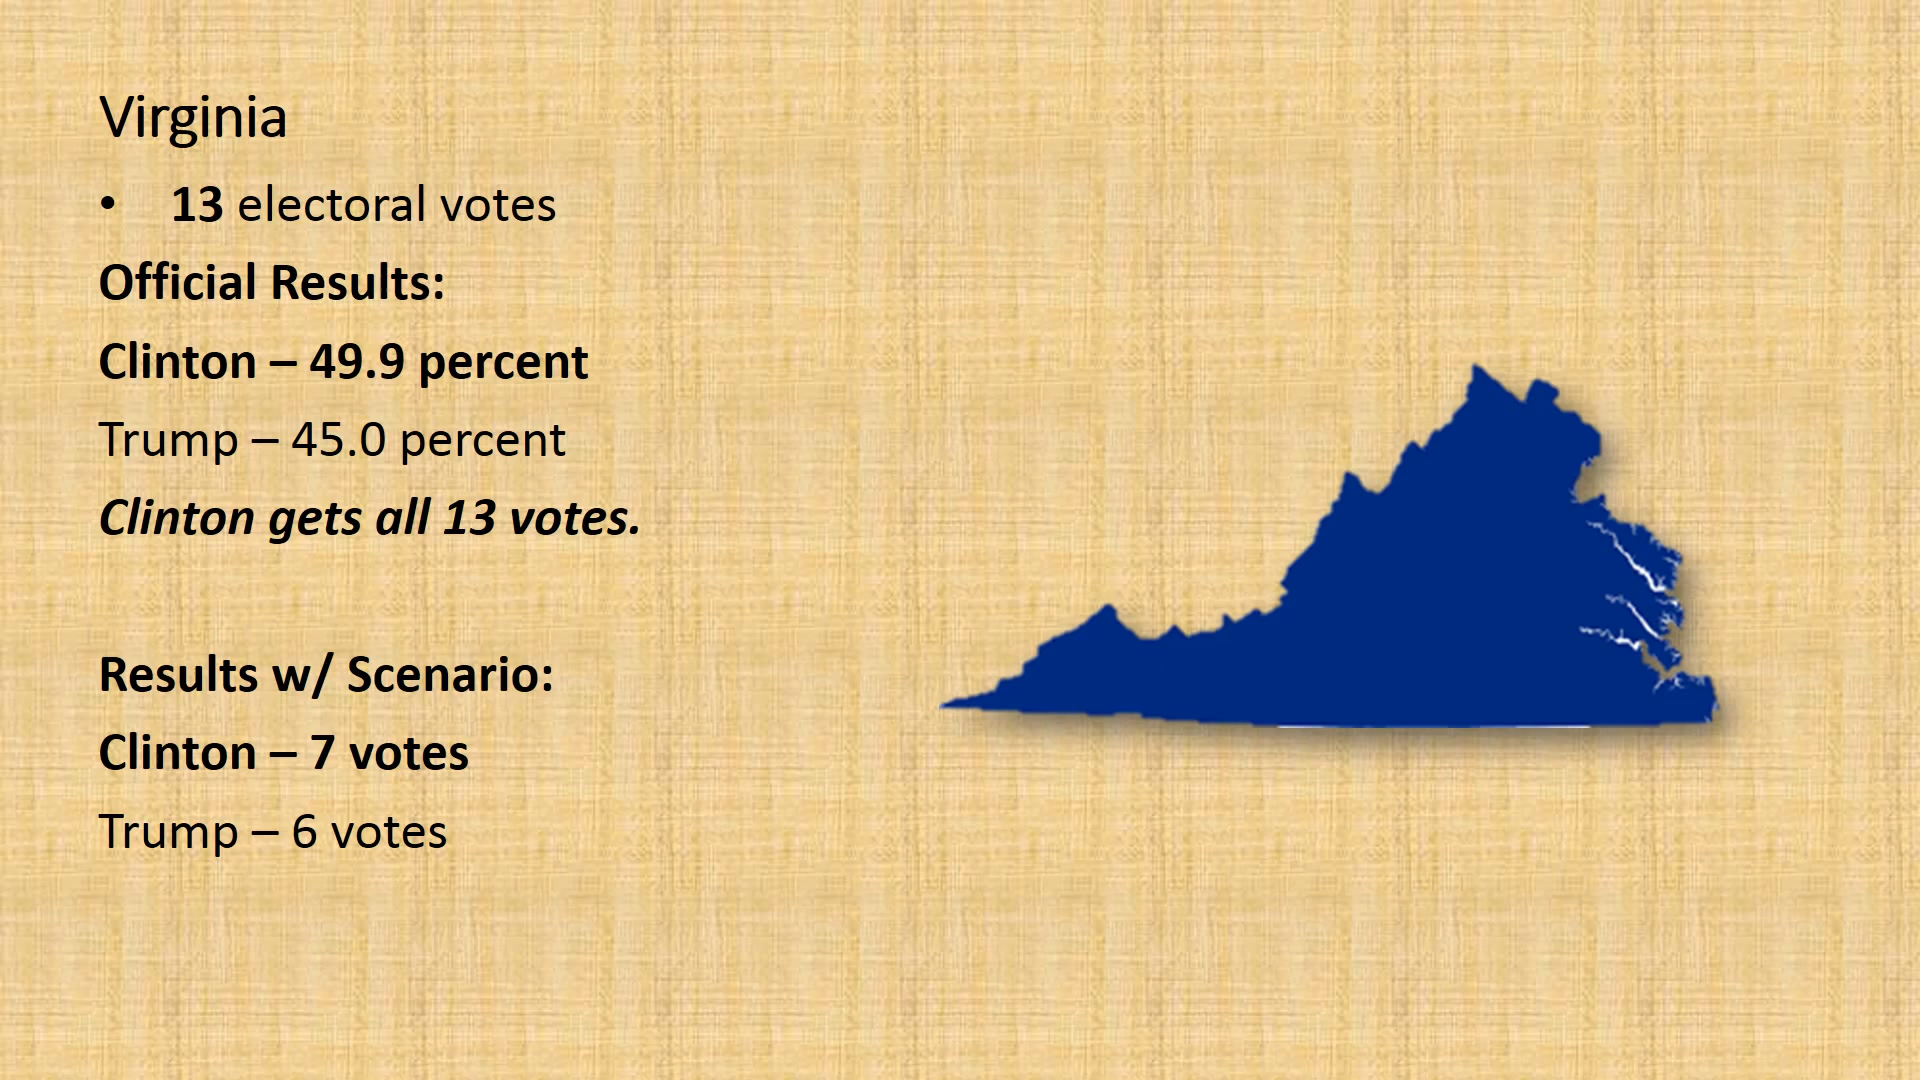 Virginia
• 13 electoral votes
Official Results:
Clinton – 49.9 percent
Trump – 45.0 percent
Clinton gets all 13 votes.
Results w/ Scenario:
Clinton – 7 votes
Trump – 6 votes